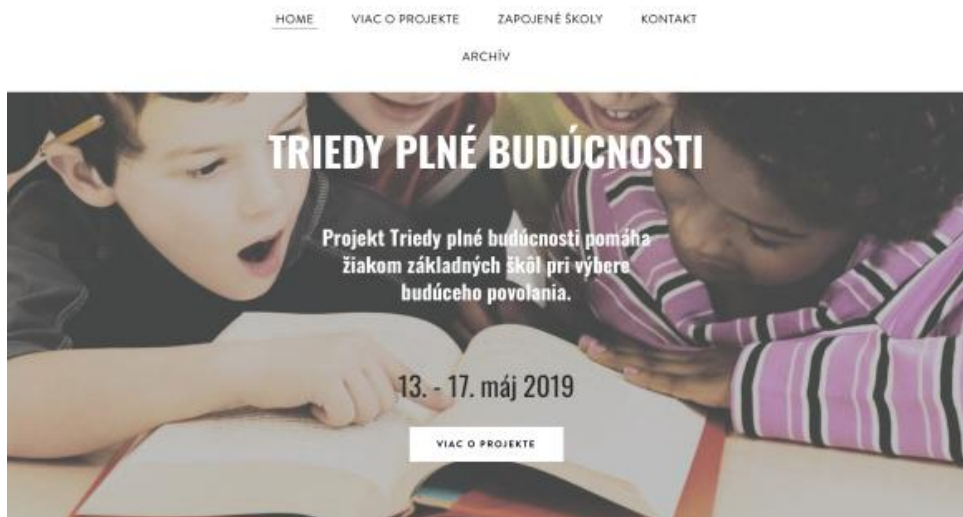 HOME VIAC O PROJEKTE ZAPOJENÉ ŠKOLY KONTAKT
ARCHÍV
TRIEDY PLNÉ BUDÚCNOSTI
Projekt Triedy plné budúcnosti pomáha
žiakom základných škôl pri výbere
budúceho povolania.
13. - 17. máj 2019
VIAC O PROJEKTE